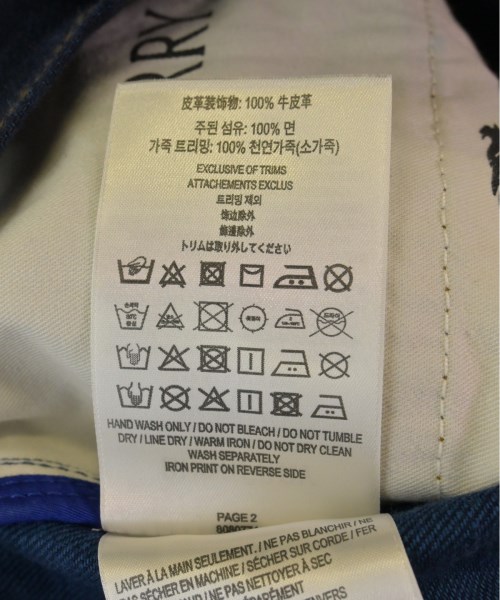 RRY
皮革装饰物: 100% 牛皮革
주된 섬유: 100% 면
가죽 트리밍: 100% 천연가죽(소가죽)
EXCLUSIVE OF TRIMS
ATTACHEMENTS EXCLUS
트리밍 제외
饰边除外
飾邊除外
トリムは取り外してください
HAND WASH ONLY / DO NOT BLEACH / DO NOT TUMBLE
DRY / LINE DRY / WARM IRON / DO NOT DRY CLEAN
WASH SEPARATELY
IRON PRINT ON REVERSE SIDE
PAGE 2
LAVER À LA MAIN SEULEMENT. / NE PAS BLANCHIR / NE
PAS SÉCHER EN MACHINE / SÉCHER SUR CORDE / FER
CHAUD / NE PAS NETTOYER À SEC